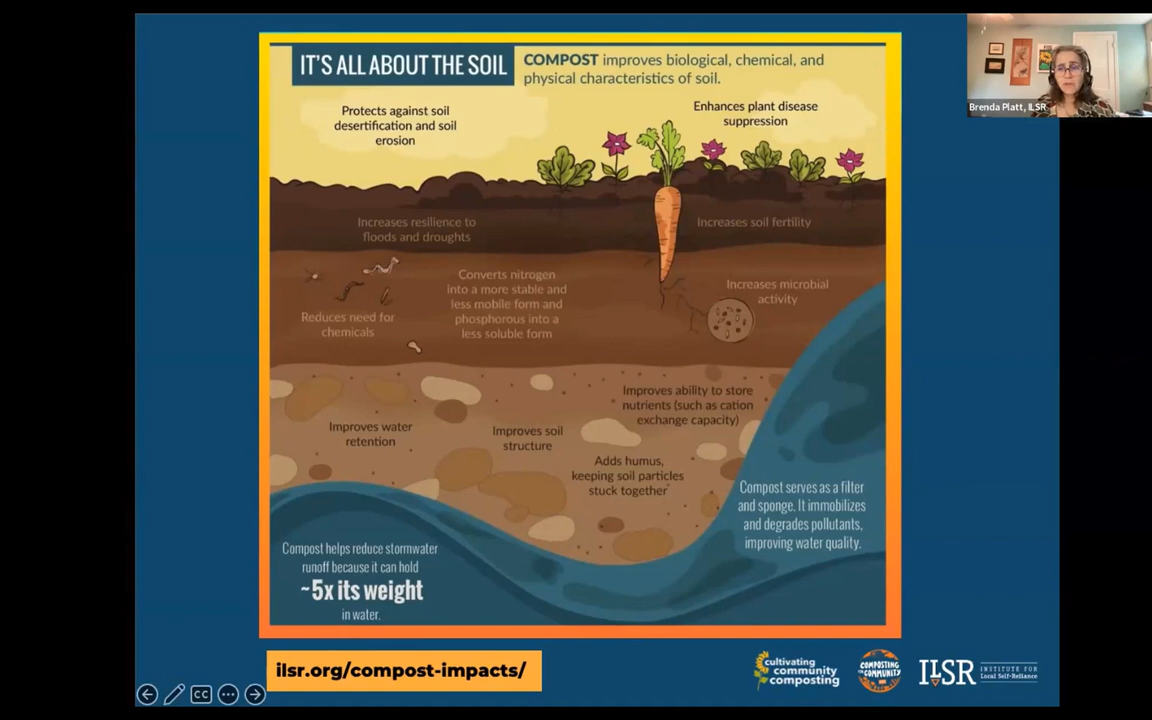 IT'S ALL ABOUT THE SOIL
COMPOST improves biological, chemical, and
physical characteristics of soil.
Brenda Platt, ILSR
Protects against soil
desertification and soil
erosion
Enhances plant disease
suppression
Increases resilience to
floods and droughts
Increases soil fertility
Converts nitrogen
into a more stable and
less mobile form and
phosphorous into a
less soluble form
Increases microbial
activity
Reduces need for
chemicals
Improves ability to store
nutrients (such as cation
exchange capacity)
Improves water
retention
Improves soil
structure
Adds humus,
keeping soil particles
stuck together
Compost serves as a filter
and sponge. It immobilizes
and degrades pollutants,
improving water quality.
Compost helps reduce stormwater
runoff because it can hold
~5x its weight
in water.
ilsr.org/compost-impacts/
cultivating
community
composting
COMPOSTING
FOR COMMUNITY
ILSR
INSTITUTE FOR
Local Self-Reliance
CC